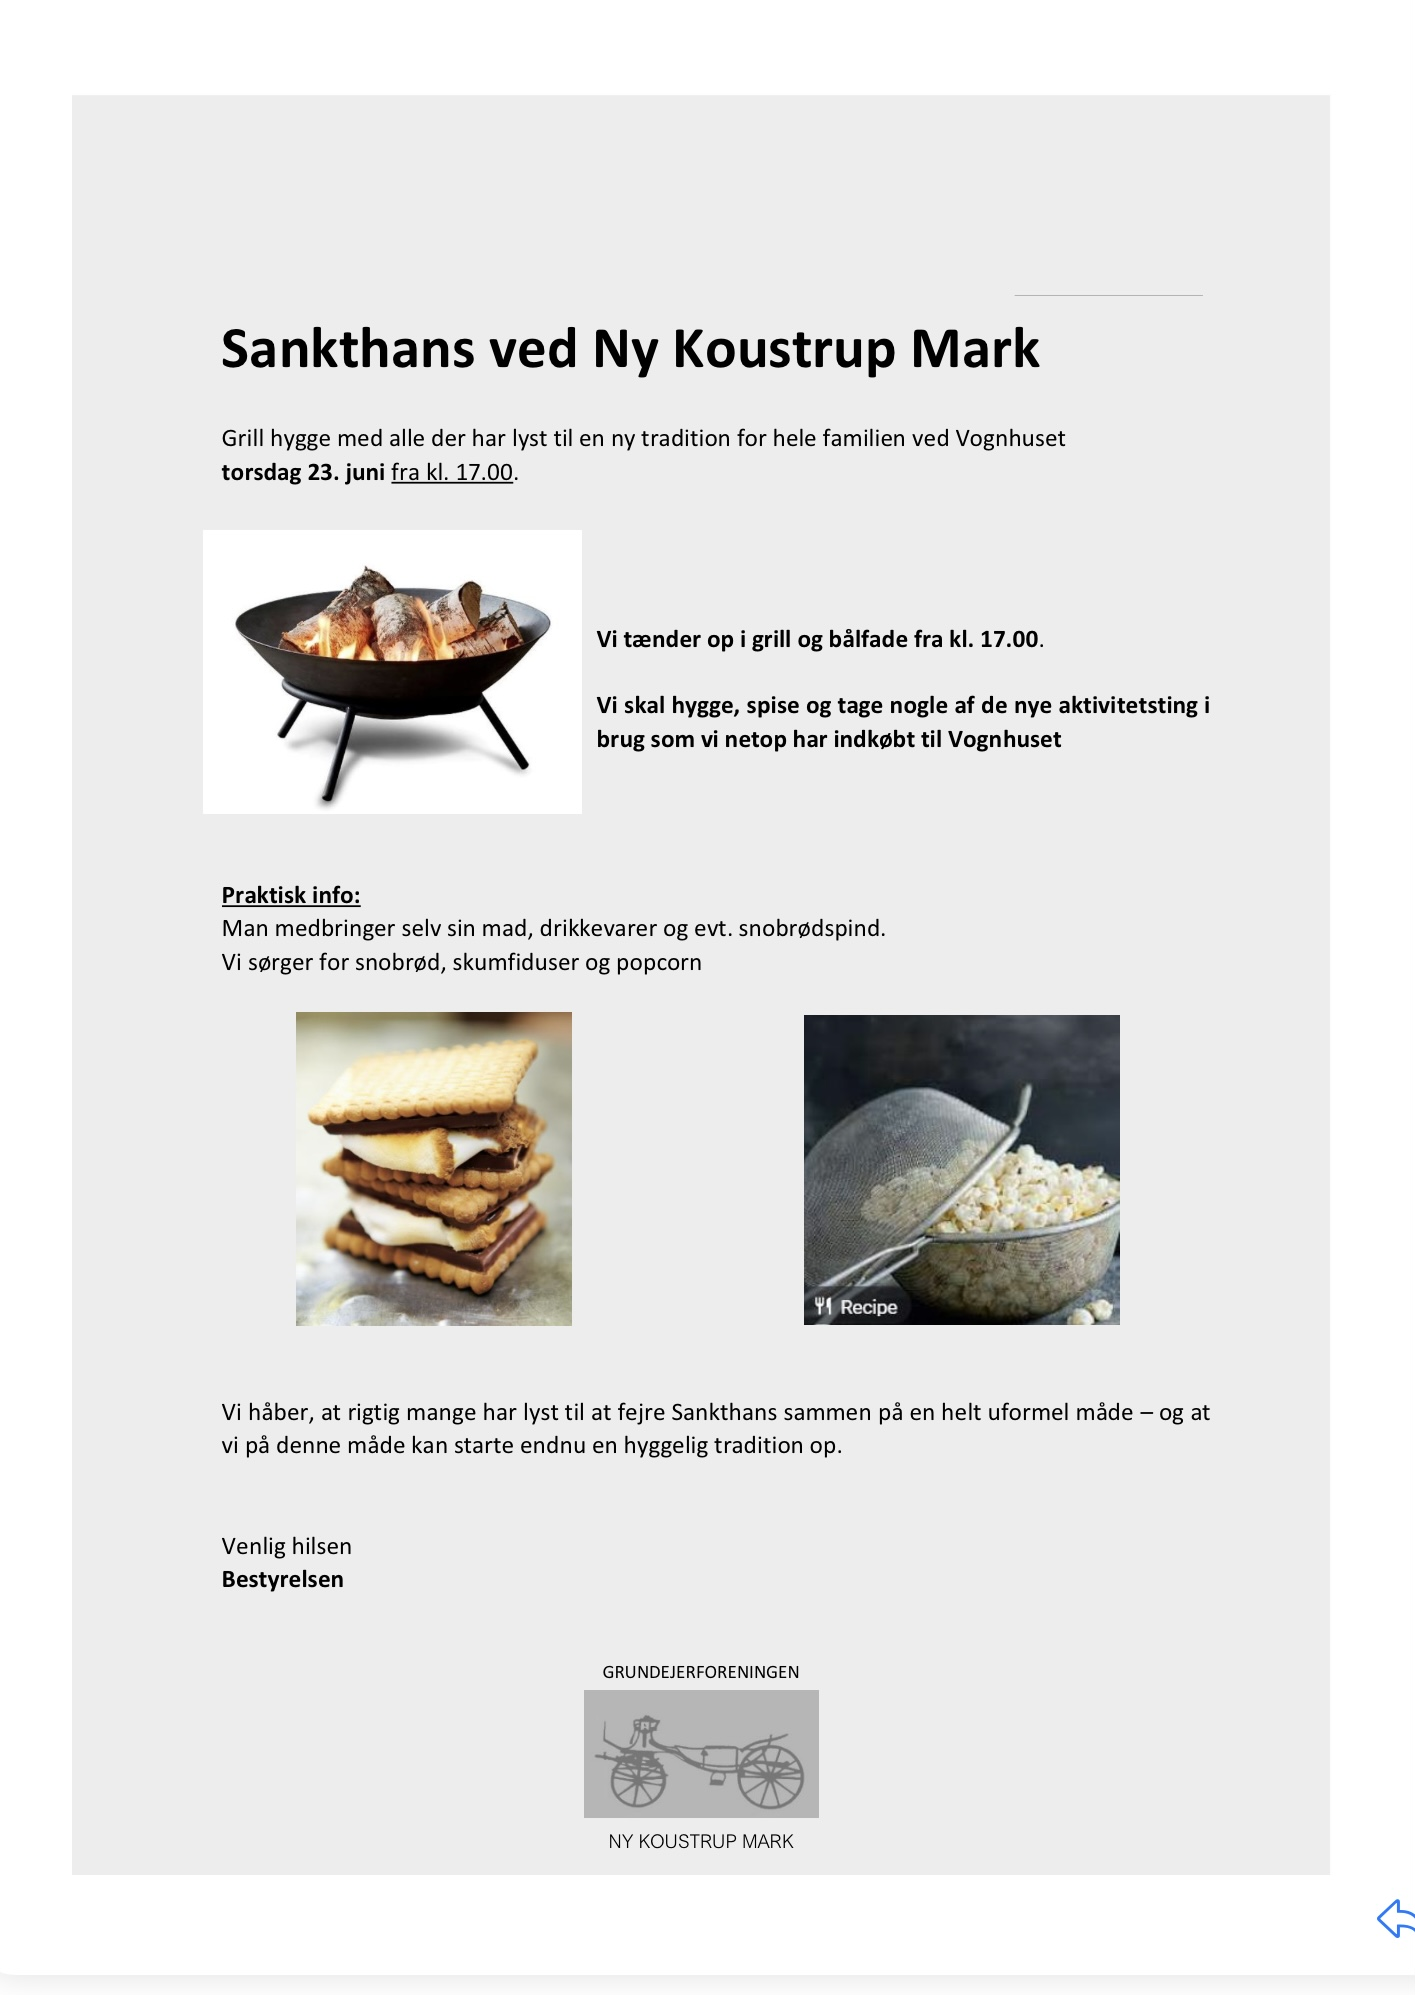 Sankthans ved Ny Koustrup Mark
Grill hygge med alle der har lyst til en ny tradition for hele familien ved Vognhuset
torsdag 23. juni fra kl. 17.00.
Vi tænder op i grill og bålfade fra kl. 17.00.
Vi skal hygge, spise og tage nogle af de nye aktivitetsting i
brug som vi netop har indkøbt til Vognhuset
Praktisk info:
Man medbringer selv sin mad, drikkevarer og evt. snobrødspind.
Vi sørger for snobrød, skumfiduser og popcorn
Recipe
Vi håber, at rigtig mange har lyst til at fejre Sankthans sammen på en helt uformel måde – og at
vi på denne måde kan starte endnu en hyggelig tradition op.
Venlig hilsen
Bestyrelsen
GRUNDEJERFORENINGEN
NY KOUSTRUP MARK